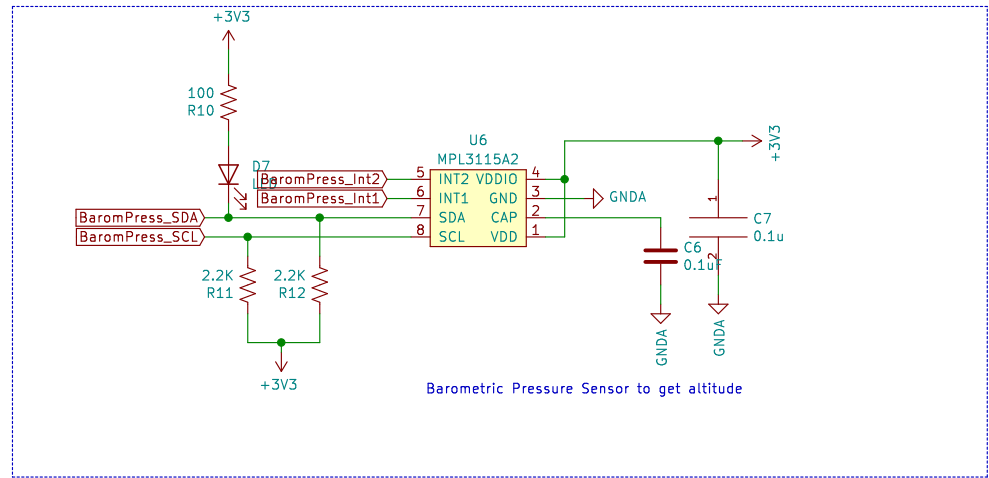 +3V3
100
R10
D7
LED
BaromPress_Int2
BaromPress_Int1
BaromPress_SDA
BaromPress_SCL
U6
MPL3115A2
5 INT2 VDDIO 4
6 INT1 GND 3
7 SDA CAP 2
8 SCL VDD 1
GNDA
+3V3
1
C7
0.1u
2
C6
0.1uF
GNDA
GNDA
2.2K
R11
2.2K
R12
+3V3
Barometric Pressure Sensor to get altitude